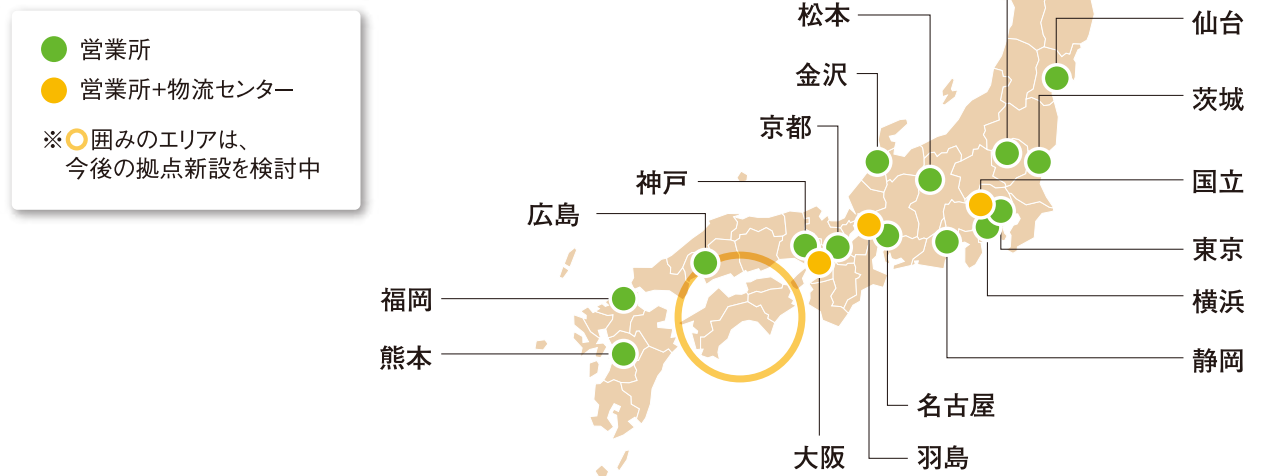 営業所
営業所+物流センター
※○囲みのエリアは、
今後の拠点新設を検討中
松本
仙台
金沢
茨城
京都
神戸
国立
広島
東京
福岡
横浜
熊本
静岡
名古屋
大阪
羽島